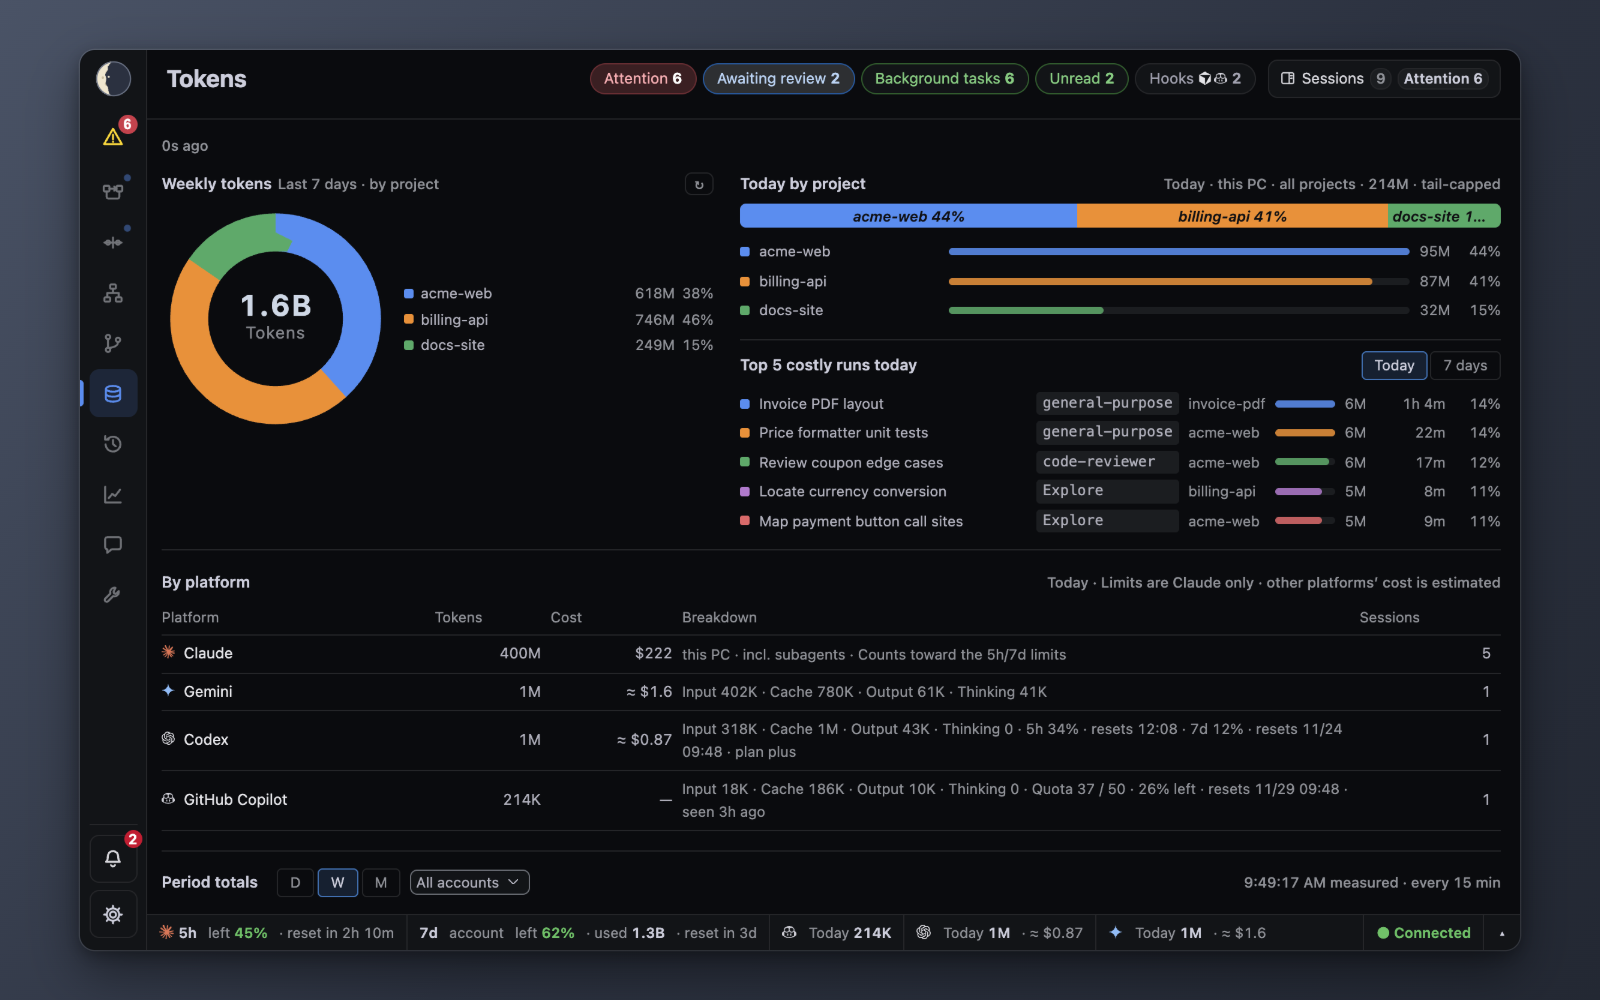 Tokens
Attention 6
Awaiting review 2
Background tasks 6
Unread 2
Hooks 2
Sessions 9 Attention 6
6
0s ago
Weekly tokens Last 7 days · by project
↻
1.6B
Tokens
acme-web 618M 38%
billing-api 746M 46%
docs-site 249M 15%
Today by project
Today · this PC · all projects · 214M · tail-capped
acme-web 44%
billing-api 41%
docs-site 1...
acme-web 95M 44%
billing-api 87M 41%
docs-site 32M 15%
Top 5 costly runs today
Today
7 days
Invoice PDF layout general-purpose invoice-pdf 6M 1h 4m 14%
Price formatter unit tests general-purpose acme-web 6M 22m 14%
Review coupon edge cases code-reviewer acme-web 6M 17m 12%
Locate currency conversion Explore billing-api 5M 8m 11%
Map payment button call sites Explore acme-web 5M 9m 11%
By platform
Today · Limits are Claude only · other platforms' cost is estimated
Platform Tokens Cost Breakdown Sessions
Claude 400M $222 this PC · incl. subagents · Counts toward the 5h/7d limits 5
Gemini 1M ≈ $1.6 Input 402K · Cache 780K · Output 61K · Thinking 41K 1
Codex 1M ≈ $0.87 Input 318K · Cache 1M · Output 43K · Thinking 0 · 5h 34% · resets 12:08 · 7d 12% · resets 11/24 1
09:48 · plan plus
GitHub Copilot 214K — Input 18K · Cache 186K · Output 10K · Thinking 0 · Quota 37 / 50 · 26% left · resets 11/29 09:48 · 1
seen 3h ago
2
Period totals D W M All accounts
9:49:17 AM measured · every 15 min
5h left 45% · reset in 2h 10m
7d account left 62% · used 1.3B · reset in 3d
Today 214K
Today 1M · ≈ $0.87
Today 1M · ≈ $1.6
Connected